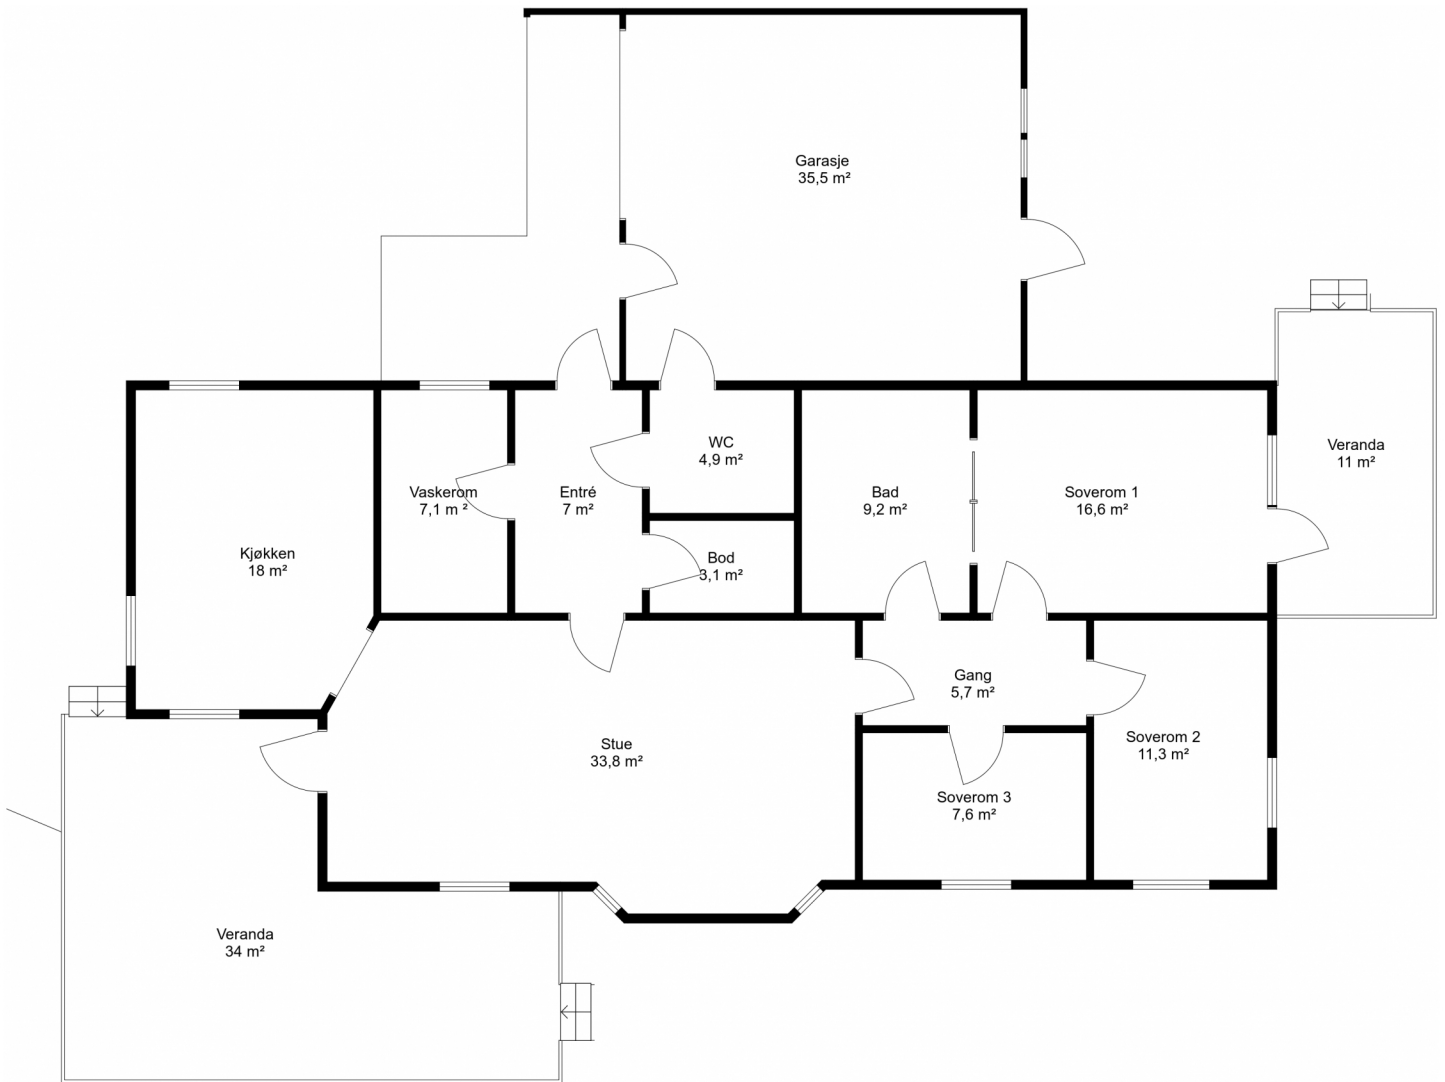 Garasje
35,5 m²
WC
4,9 m²
Veranda
11 m²
Vaskerom
7,1 m ²
Entré
7 m²
Bad
9,2 m²
Soverom 1
16,6 m²
Kjøkken
18 m²
Bod
3,1 m²
Gang
5,7 m²
Stue
33,8 m²
Soverom 2
11,3 m²
Soverom 3
7,6 m²
Veranda
34 m²